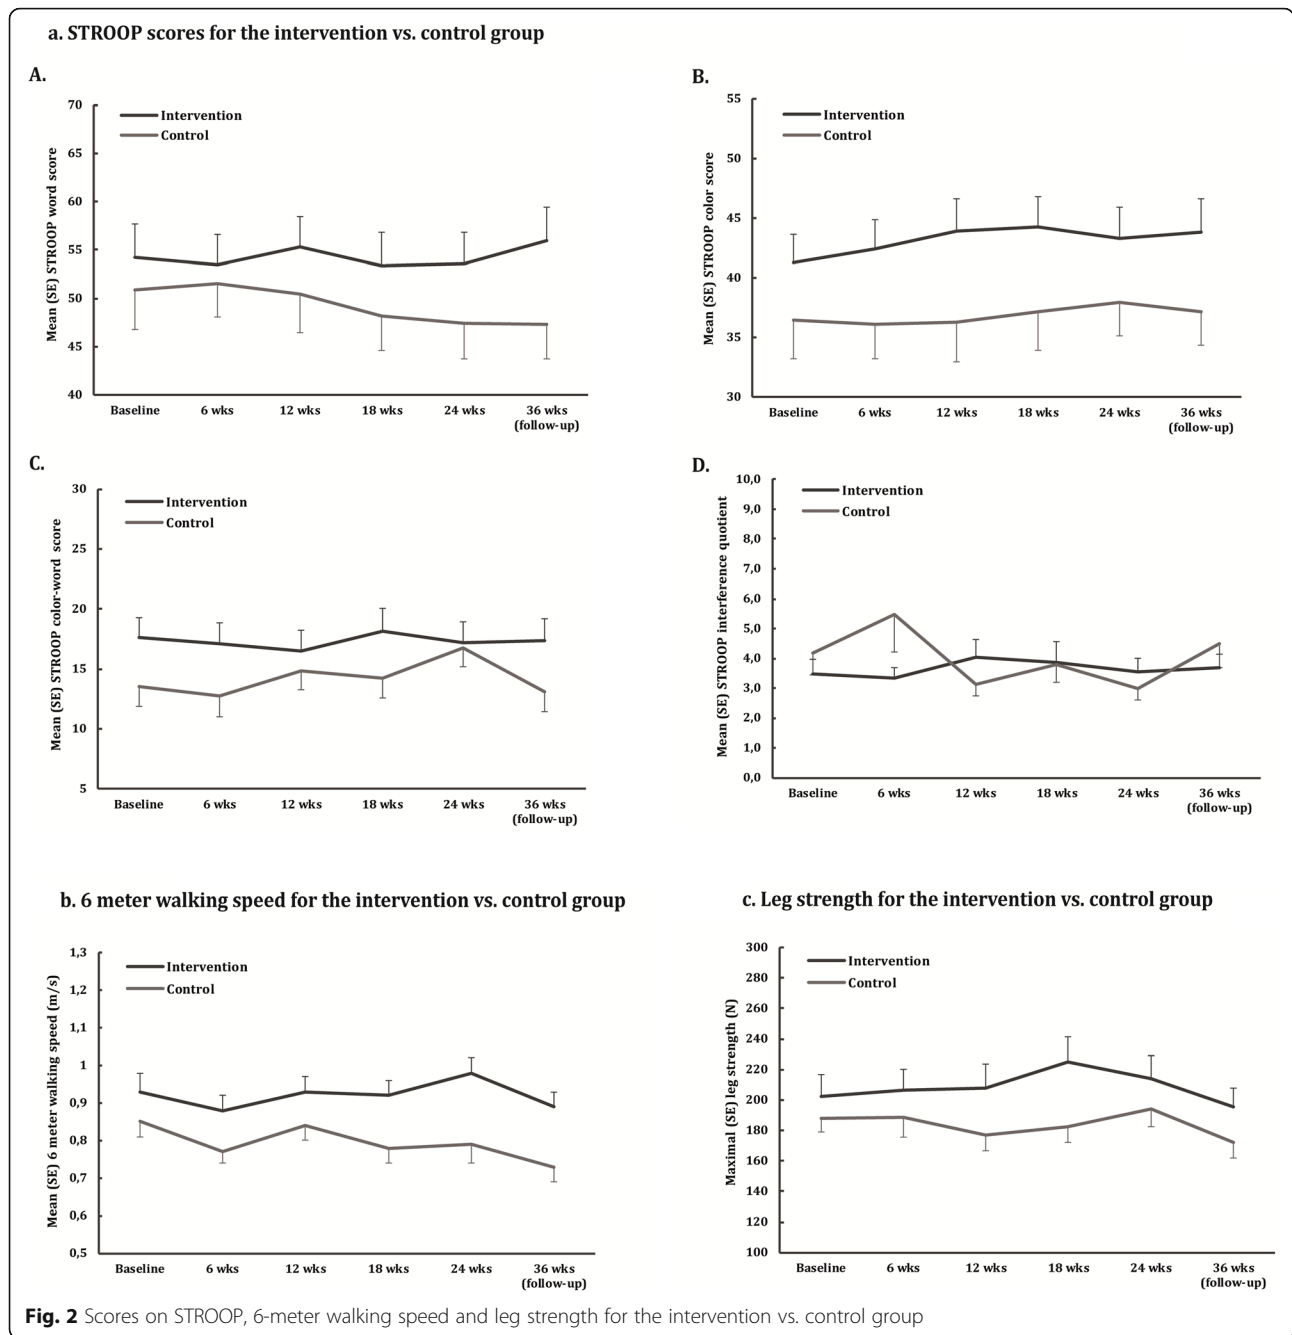 a. STROOP scores for the intervention vs. control group
A.
Mean (SE) STROOP word score
70
65
60
55
50
45
40
Intervention
Control
Baseline 6 wks 12 wks 18 wks 24 wks 36 wks
(follow-up)
B.
Mean (SE) STROOP color score
55
50
45
40
35
30
Intervention
Control
Baseline 6 wks 12 wks 18 wks 24 wks 36 wks
(follow-up)
C.
Mean (SE) STROOP color-word score
30
25
20
15
10
5
Intervention
Control
Baseline 6 wks 12 wks 18 wks 24 wks 36 wks
(follow-up)
D.
Mean (SE) STROOP interference quotient
10,0
9,0
8,0
7,0
6,0
5,0
4,0
3,0
2,0
1,0
0,0
Intervention
Control
Baseline 6 wks 12 wks 18 wks 24 wks 36 wks
(follow-up)
b. 6 meter walking speed for the intervention vs. control group
Mean (SE) 6 meter walking speed (m/s)
1,3
1,2
1,1
1
0,9
0,8
0,7
0,6
0,5
Intervention
Control
Baseline 6 wks 12 wks 18 wks 24 wks 36 wks
(follow-up)
c. Leg strength for the intervention vs. control group
Maximal (SE) leg strength (N)
300
280
260
240
220
200
180
160
140
120
100
Intervention
Control
Baseline 6 wks 12 wks 18 wks 24 wks 36 wks
(follow-up)
Fig. 2 Scores on STROOP, 6-meter walking speed and leg strength for the intervention vs. control group